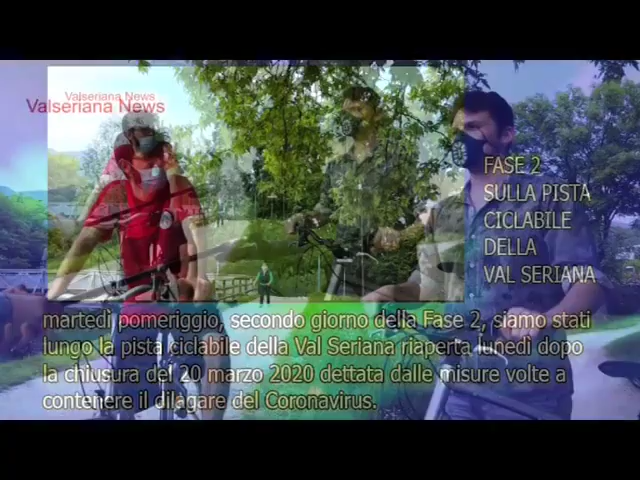 Valseriana News
Valseriana News
FASE 2
SULLA PISTA
CICLABILE
DELLA
VAL SERIANA
martedì pomeriggio, secondo giorno della Fase 2, siamo stati
lungo la pista ciclabile della Val Seriana riaperta lunedì dopo
la chiusura del 20 marzo 2020 dettata dalle misure volte a
contenere il dilagare del Coronavirus.